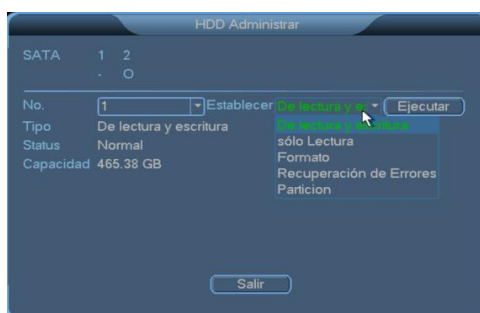 HDD Administrar
SATA 1 2
- O
No. 1 Establecer De lectura y e Ejecutar
De lectura y escritura
Tipo De lectura y escritura
sólo Lectura
Status Normal
Formato
Capacidad 465.38 GB
Recuperación de Errores
Particion
Salir